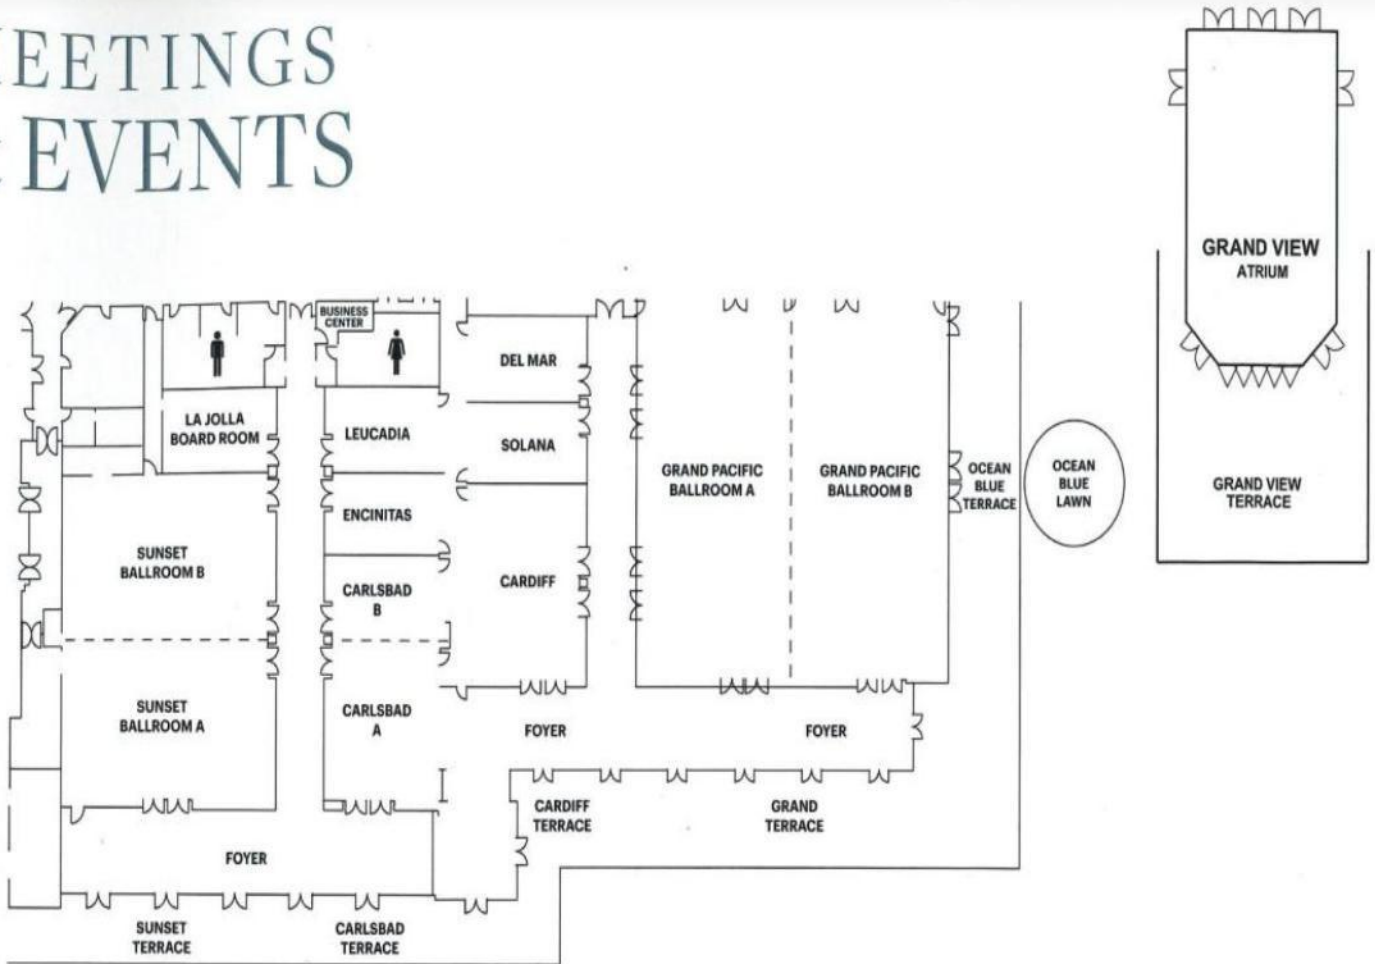 EETINGS
EVENTS
GRAND VIEW
ATRIUM
GRAND VIEW
TERRACE
BUSINESS
CENTER
DEL MAR
LA JOLLA
BOARD ROOM
LEUCADIA
SOLANA
GRAND PACIFIC
BALLROOM A
GRAND PACIFIC
BALLROOM B
OCEAN
BLUE
TERRACE
OCEAN
BLUE
LAWN
ENCINITAS
SUNSET
BALLROOM B
CARLSBAD
B
CARDIFF
SUNSET
BALLROOM A
CARLSBAD
A
FOYER
FOYER
CARDIFF
TERRACE
GRAND
TERRACE
FOYER
SUNSET
TERRACE
CARLSBAD
TERRACE